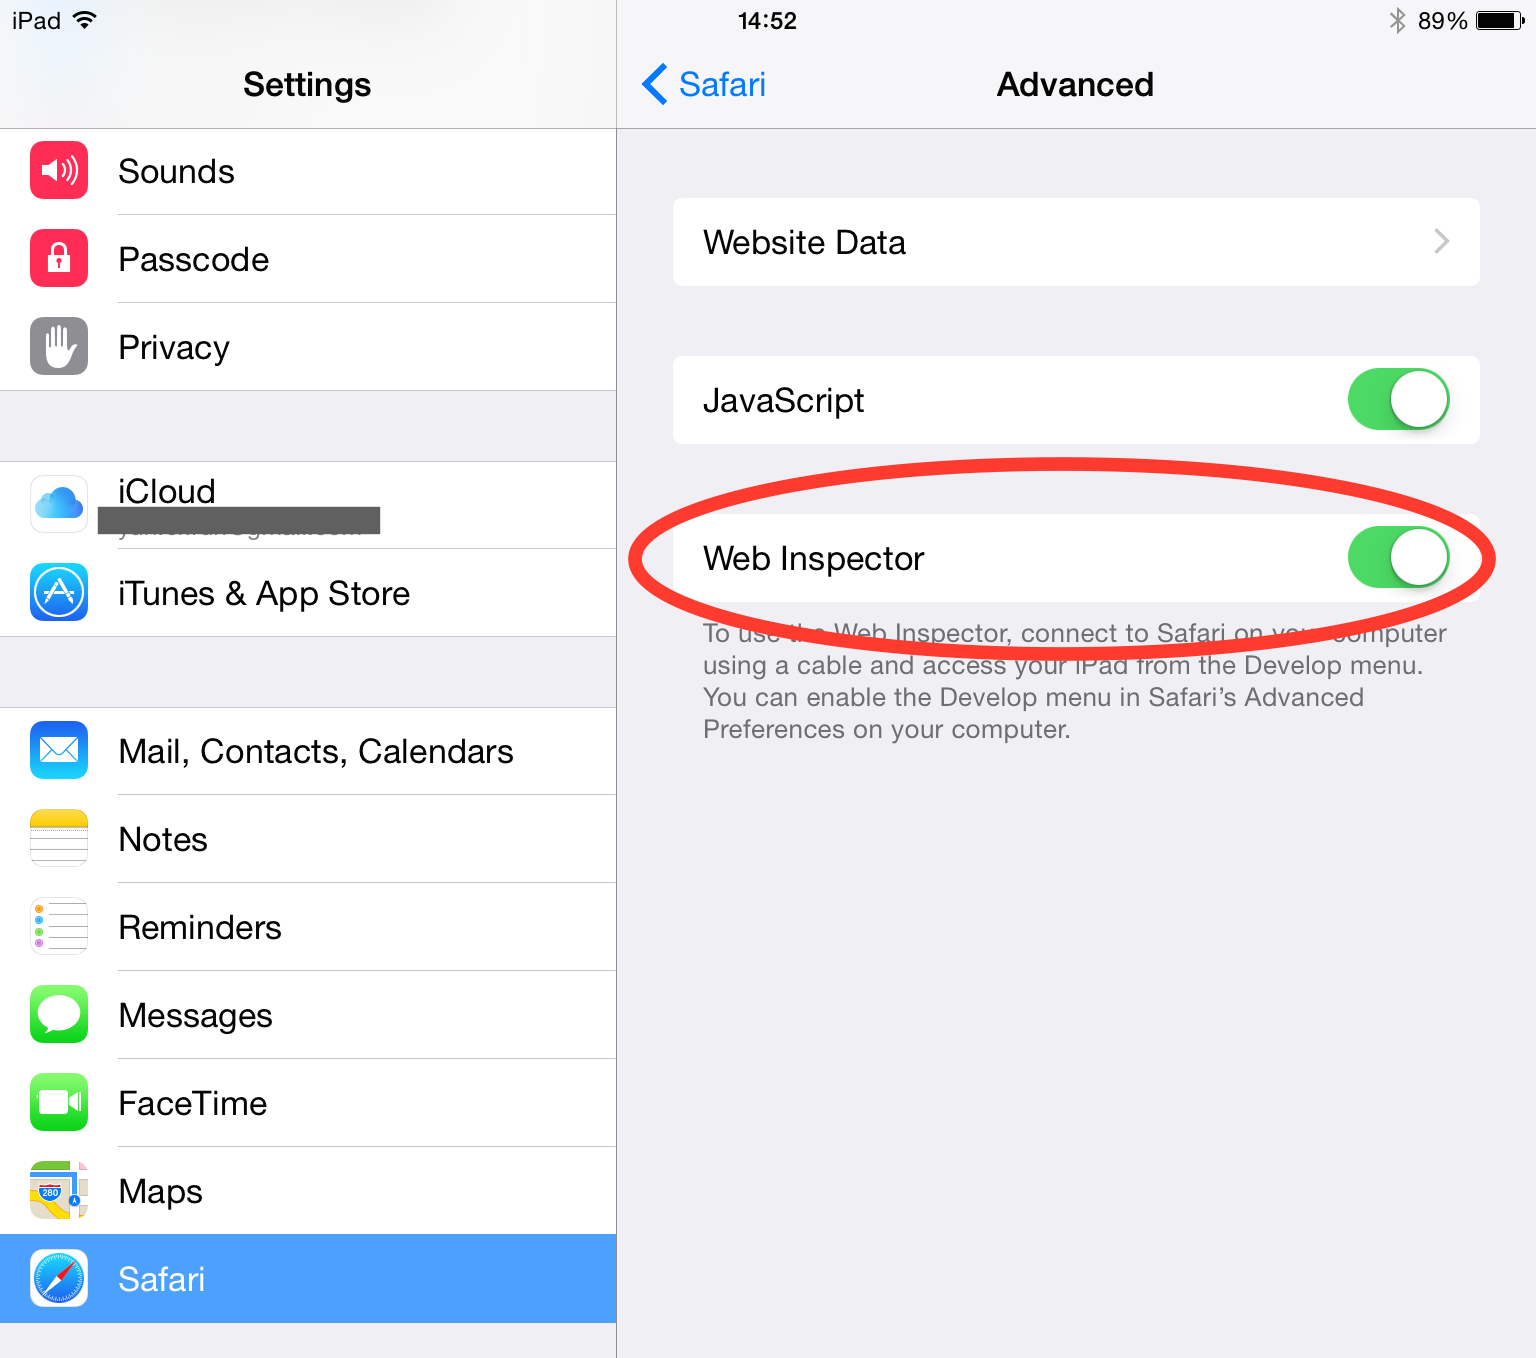 iPad
14:52
89%
Settings
Safari
Advanced
Sounds
Passcode
Privacy
iCloud
iTunes & App Store
Mail, Contacts, Calendars
Notes
Reminders
Messages
FaceTime
Maps
280
Safari
Website Data
JavaScript
Web Inspector
To use the Web Inspector, connect to Safari on your computer
using a cable and access your iPad from the Develop menu.
You can enable the Develop menu in Safari’s Advanced
Preferences on your computer.